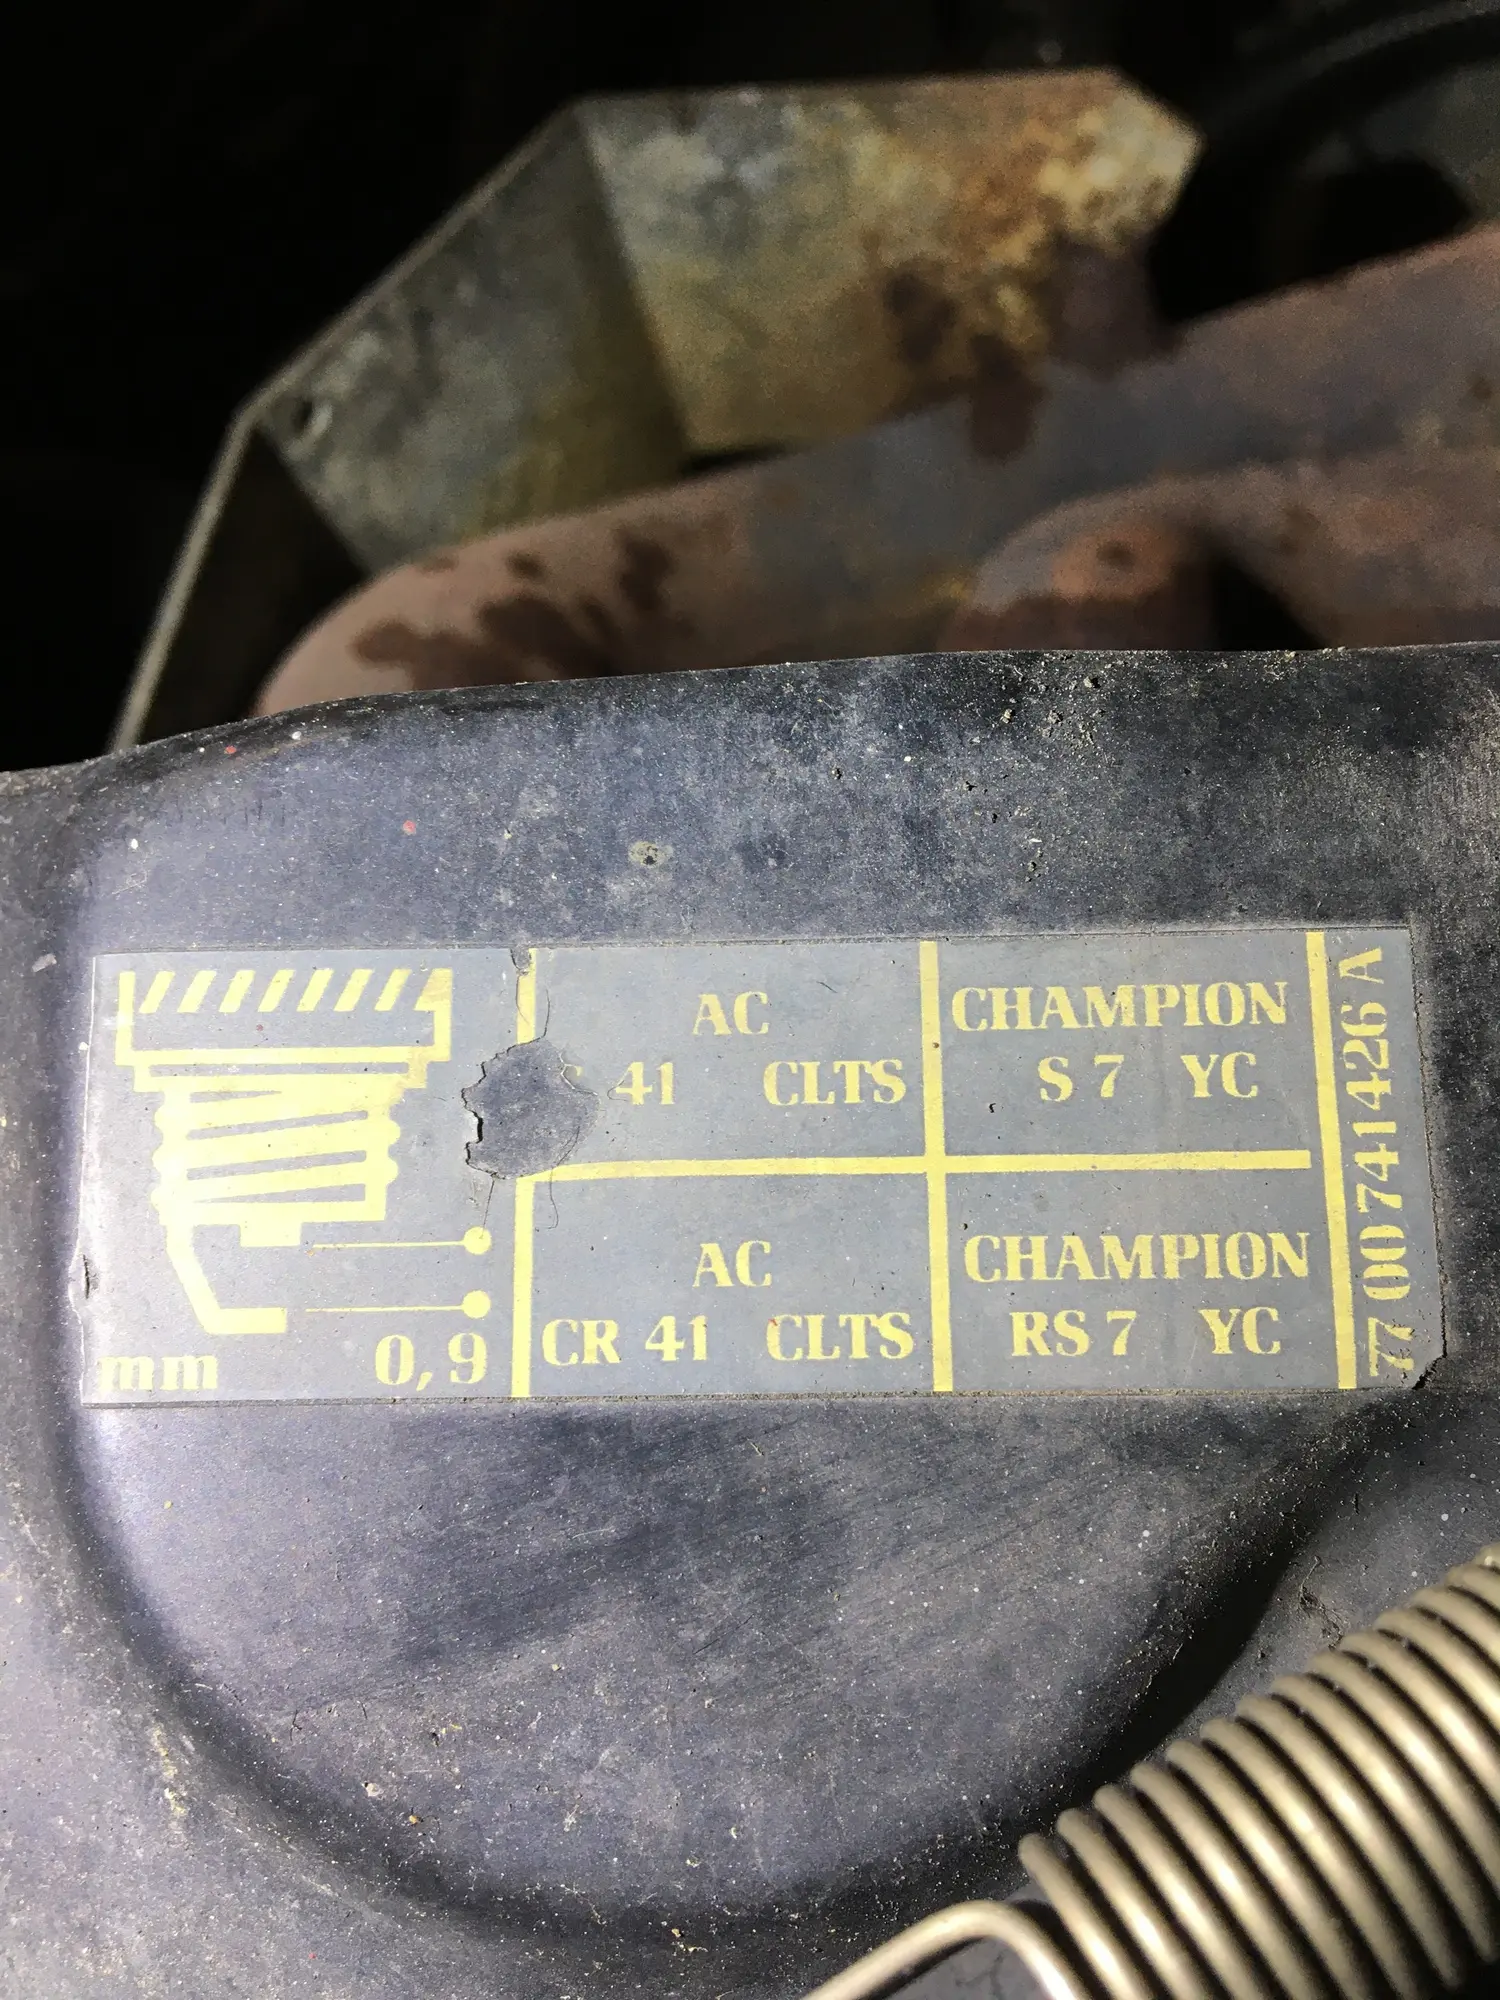 AC
41 CLTS
CHAMPION
S 7 YC
AC
CR 41 CLTS
CHAMPION
RS 7 YC
mm 0,9
77 00 741 426 A